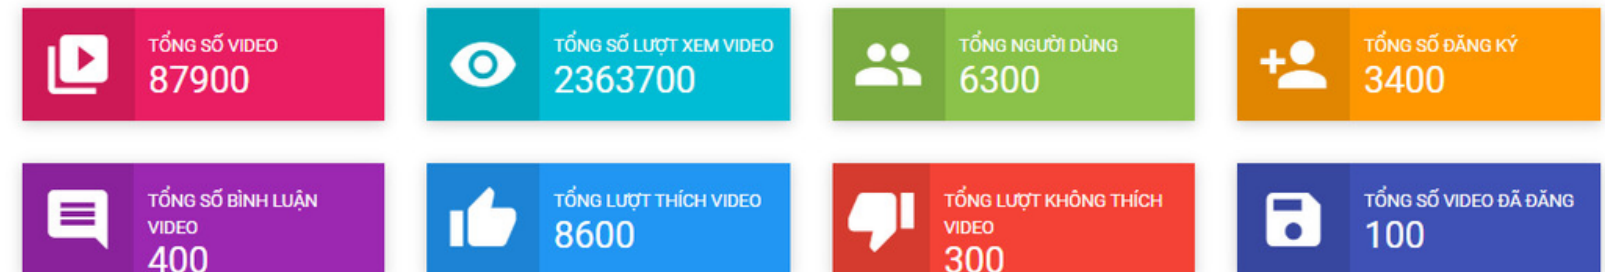 TỔNG SỐ VIDEO
87900
TỔNG SỐ LƯỢT XEM VIDEO
2363700
TỔNG NGƯỜI DÙNG
6300
TỔNG SỐ ĐĂNG KÝ
3400
TỔNG SỐ BÌNH LUẬN
VIDEO
400
TỔNG LƯỢT THÍCH VIDEO
8600
TỔNG LƯỢT KHÔNG THÍCH
VIDEO
300
TỔNG SỐ VIDEO ĐÃ ĐĂNG
100